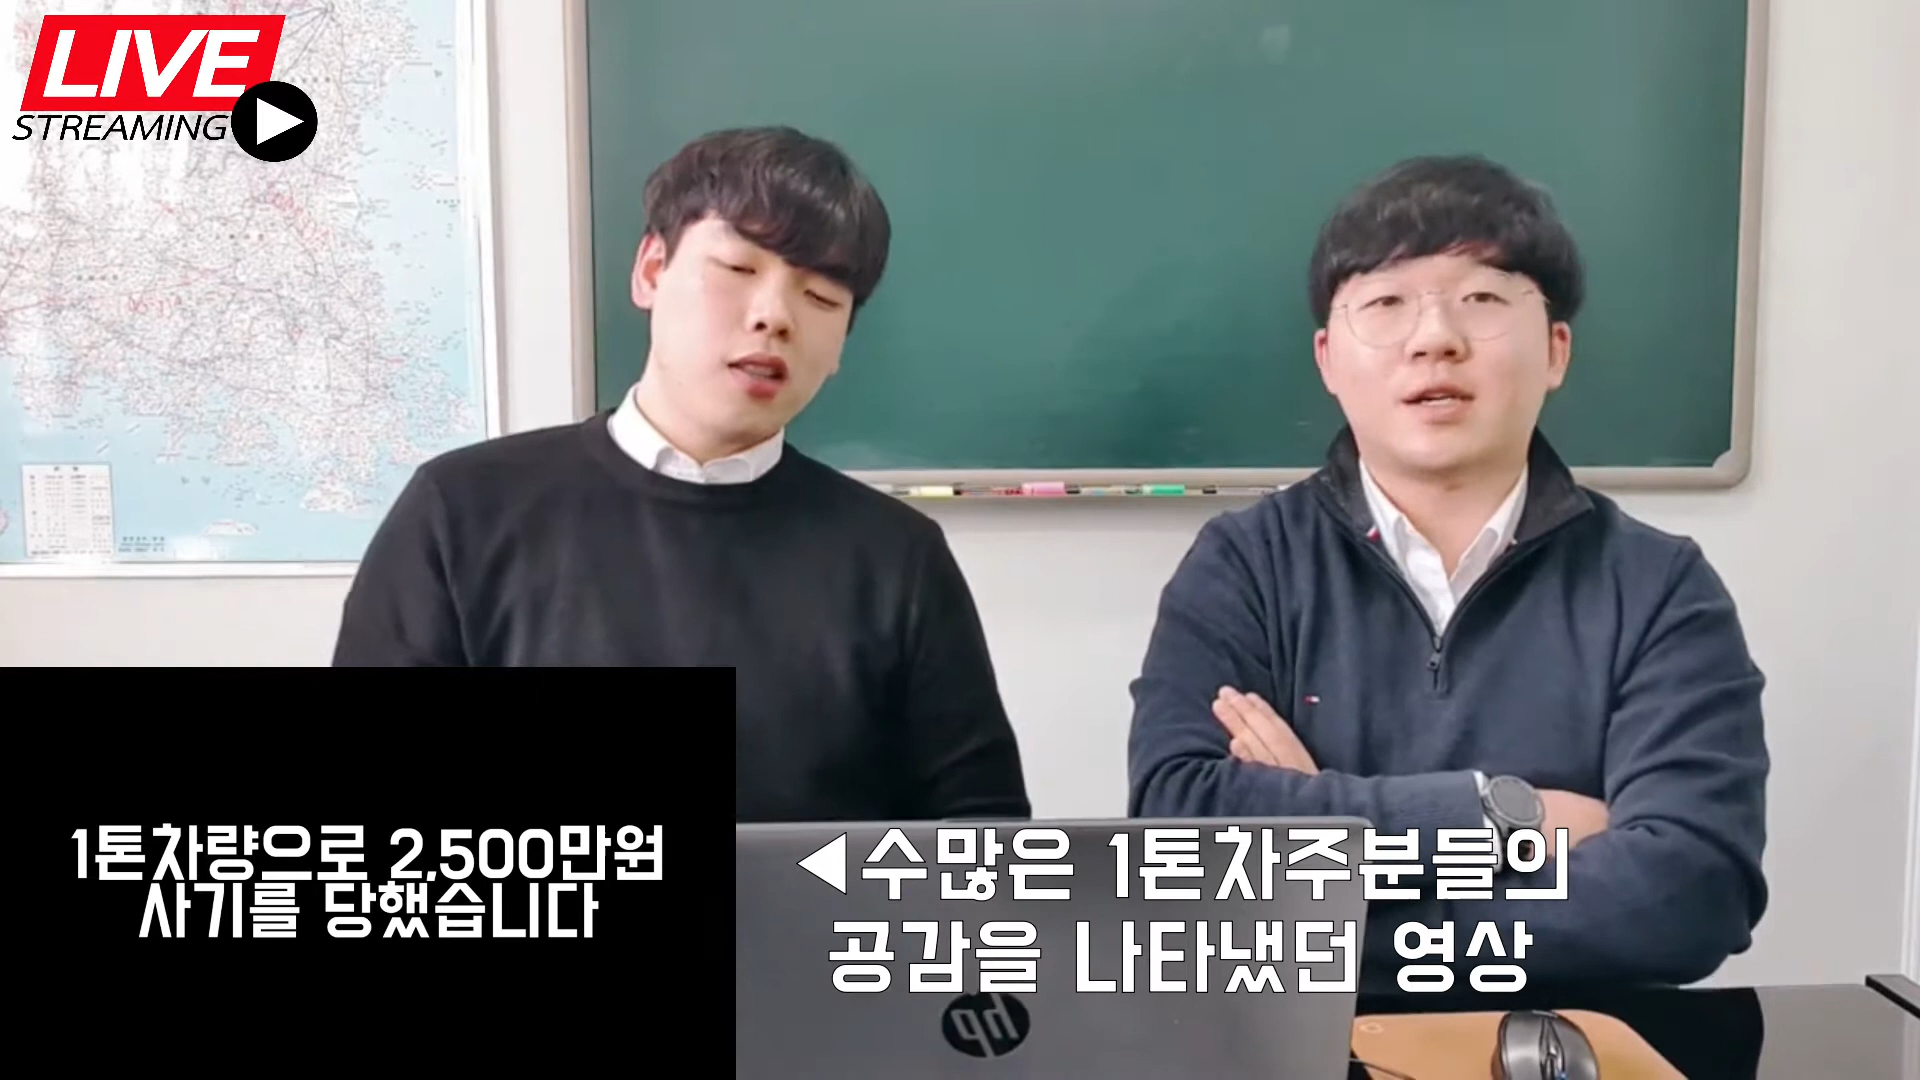 LIVE
STREAMING
1톤차량으로 2,500만원
사기를 당했습니다
◀수많은 1톤차주분들의
공감을 나타냈던 영상
hp